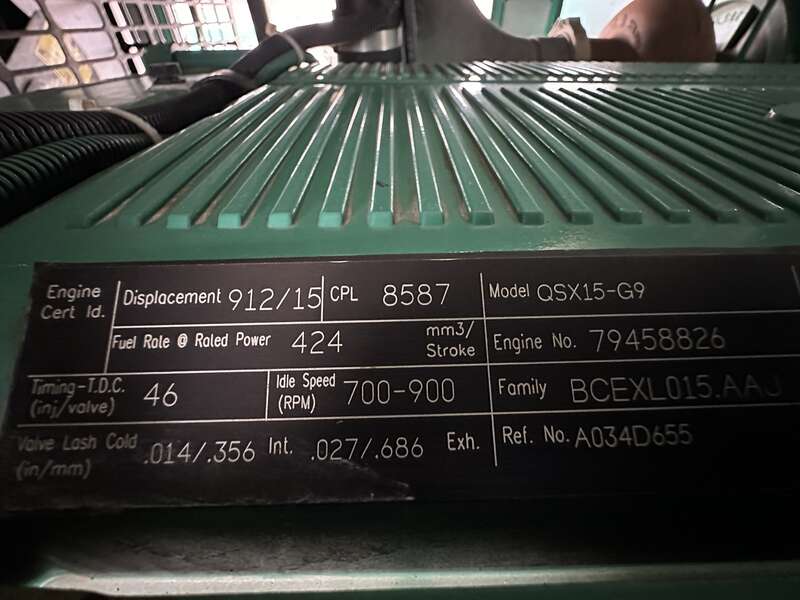 Engine Cert Id. Displacement 912/15 CPL 8587 Model QSX15-G9
Fuel Rate @ Rated Power 424 mm3/Stroke Engine No. 79458826
Timing-T.D.C. (inj/valve) 46 Idle Speed (RPM) 700-900 Family BCEXL015.AAJ
Valve Lash Cold (in/mm) .014/.356 Int. .027/.686 Exh. Ref. No. A034D655